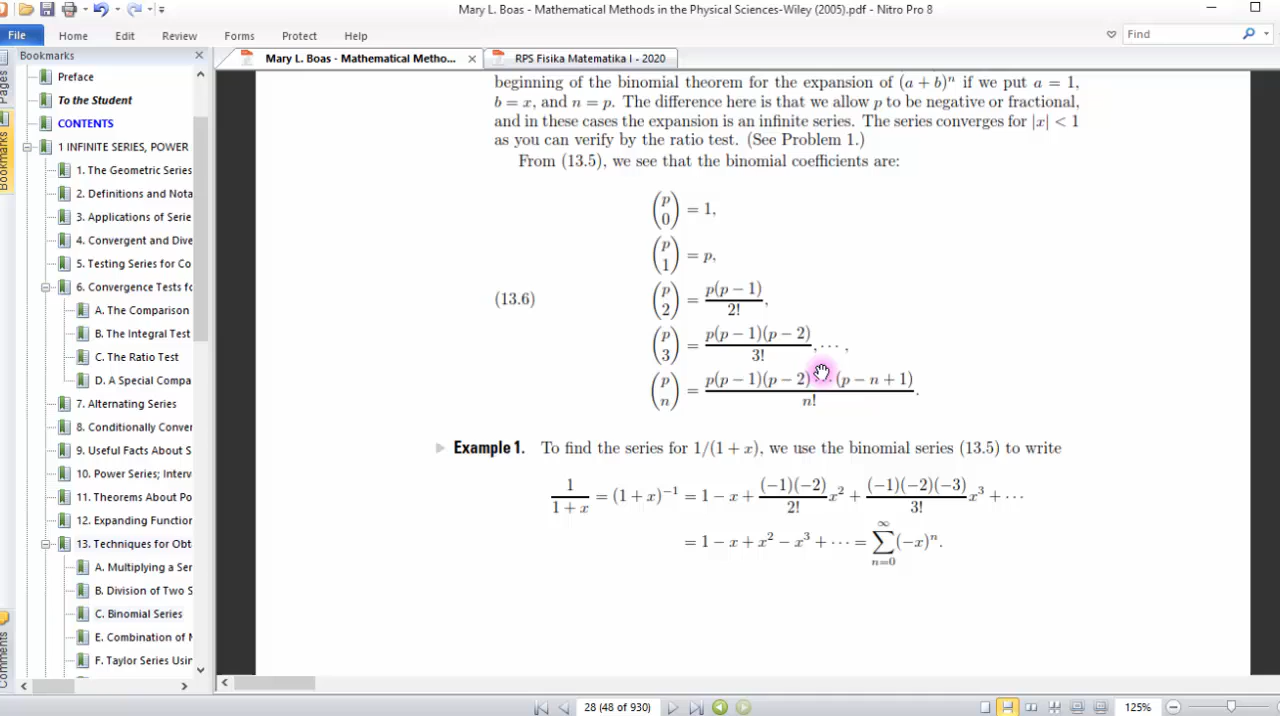 Mary L. Boas - Mathematical Methods in the Physical Sciences-Wiley (2005).pdf - Nitro Pro 8
File Home Edit Review Forms Protect Help Find
Bookmarks
Mary L. Boas - Mathematical Metho... RPS Fisika Matematika I - 2020
Pages
Bookmarks
Comments
Preface
To the Student
CONTENTS
1 INFINITE SERIES, POWER
1. The Geometric Series
2. Definitions and Nota
3. Applications of Serie
4. Convergent and Dive
5. Testing Series for Co
6. Convergence Tests fo
A. The Comparison
B. The Integral Test
C. The Ratio Test
D. A Special Compa
7. Alternating Series
8. Conditionally Conver
9. Useful Facts About S
10. Power Series; Interv
11. Theorems About Po
12. Expanding Function
13. Techniques for Obt
A. Multiplying a Ser
B. Division of Two S
C. Binomial Series
E. Combination of M
F. Taylor Series Usin
beginning of the binomial theorem for the expansion of (a + b)ⁿ if we put a = 1,
b = x, and n = p. The difference here is that we allow p to be negative or fractional,
and in these cases the expansion is an infinite series. The series converges for |x| < 1
as you can verify by the ratio test. (See Problem 1.)
From (13.5), we see that the binomial coefficients are:
(p 0) = 1,
(p 1) = p,
(13.6) (p 2) = p(p − 1)/2!,
(p 3) = p(p − 1)(p − 2)/3!, ··· ,
(p n) = p(p − 1)(p − 2) ··· (p − n + 1)/n!.
Example 1. To find the series for 1/(1 + x), we use the binomial series (13.5) to write
1/(1 + x) = (1 + x)⁻¹ = 1 − x + (−1)(−2)/2! x² + (−1)(−2)(−3)/3! x³ + ···
= 1 − x + x² − x³ + ··· = ∑ₙ₌₀^∞ (−x)ⁿ.
28 (48 of 930) 125%